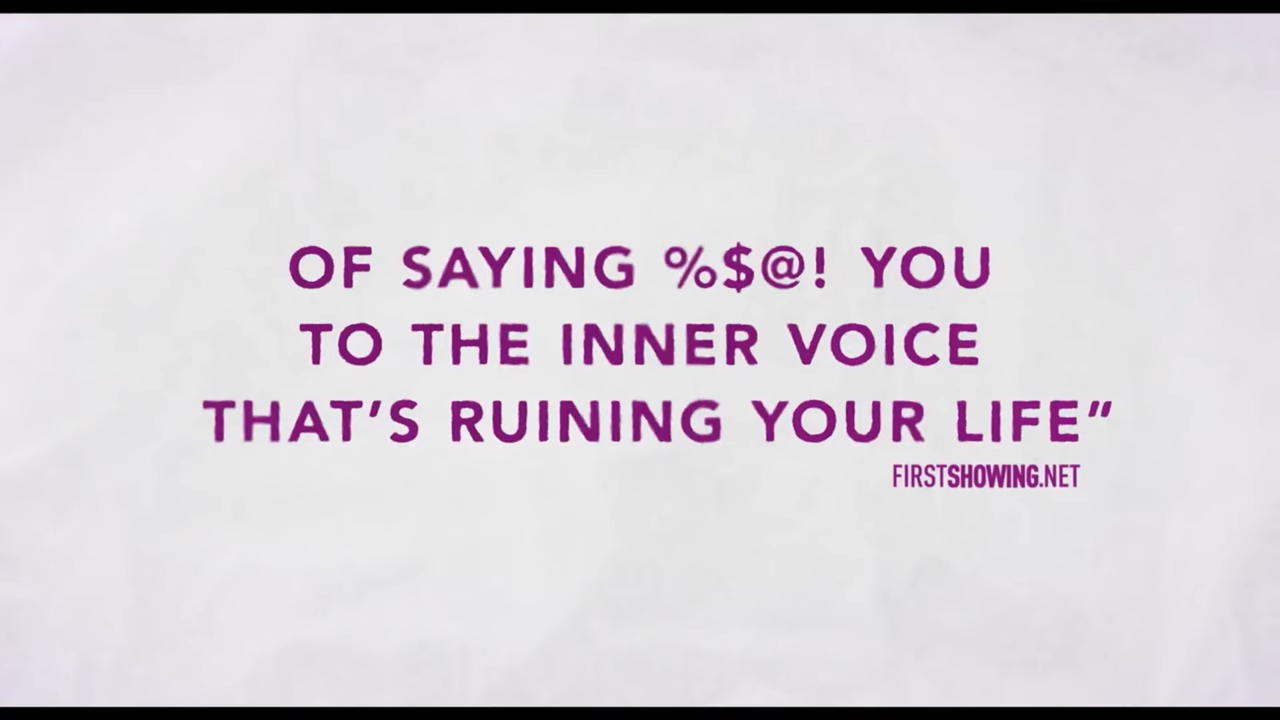 OF SAYING %$@! YOU
TO THE INNER VOICE
THAT'S RUINING YOUR LIFE”
FIRSTSHOWING.NET